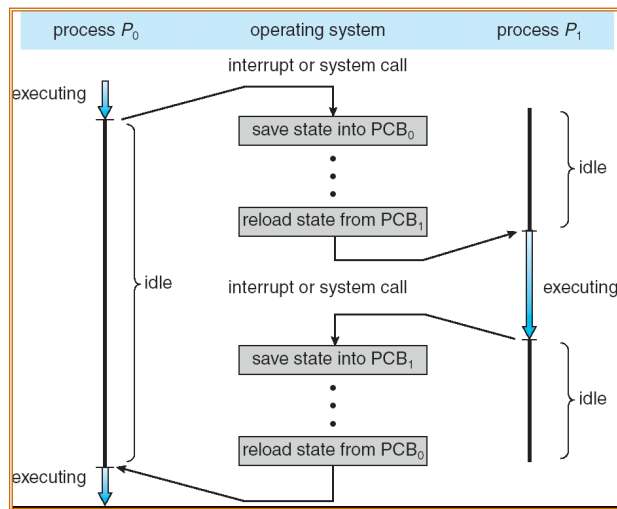 process P₀ operating system process P₁
interrupt or system call
executing
save state into PCB₀
idle
reload state from PCB₁
idle
interrupt or system call
executing
save state into PCB₁
idle
reload state from PCB₀
executing